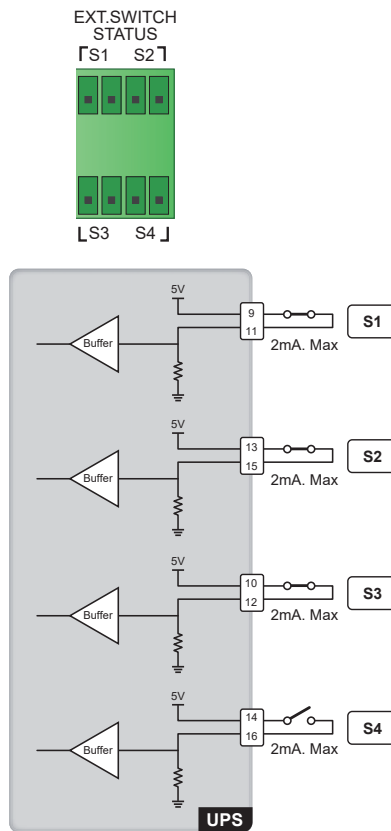 EXT.SWITCH
STATUS
S1 S2
S3 S4
5V
9
11
Buffer
2mA. Max
S1
5V
13
15
Buffer
2mA. Max
S2
5V
10
12
Buffer
2mA. Max
S3
5V
14
16
Buffer
2mA. Max
S4
UPS